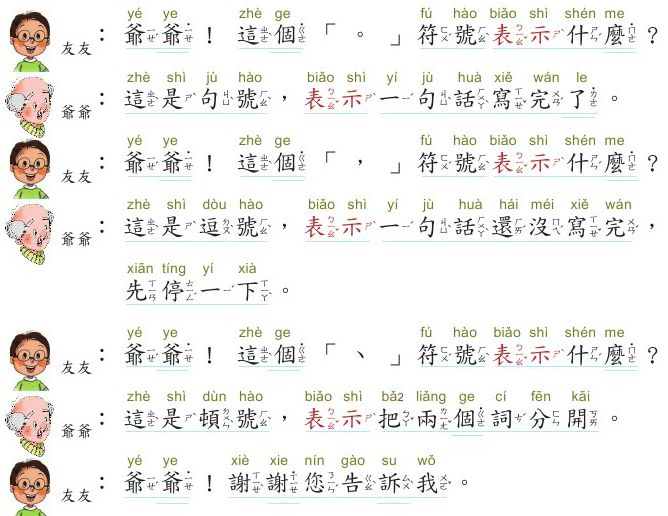 yé ye zhè ge fú hào biǎo shì shén me
友友：爺爺！這個「。」符號表示什麼？
zhè shì jù hào biǎo shì yí jù huà xiě wán le
爺爺：這是句號，表示一句話寫完了。
yé ye zhè ge fú hào biǎo shì shén me
友友：爺爺！這個「，」符號表示什麼？
zhè shì dòu hào biǎo shì yí jù huà hái méi xiě wán
爺爺：這是逗號，表示一句話還沒寫完，
xiān tíng yí xià
先停一下。
yé ye zhè ge fú hào biǎo shì shén me
友友：爺爺！這個「、」符號表示什麼？
zhè shì dùn hào biǎo shì bǎ2 liǎng ge cí fēn kāi
爺爺：這是頓號，表示把兩個詞分開。
yé ye xiè xie nín gào su wǒ
友友：爺爺！謝謝您告訴我。